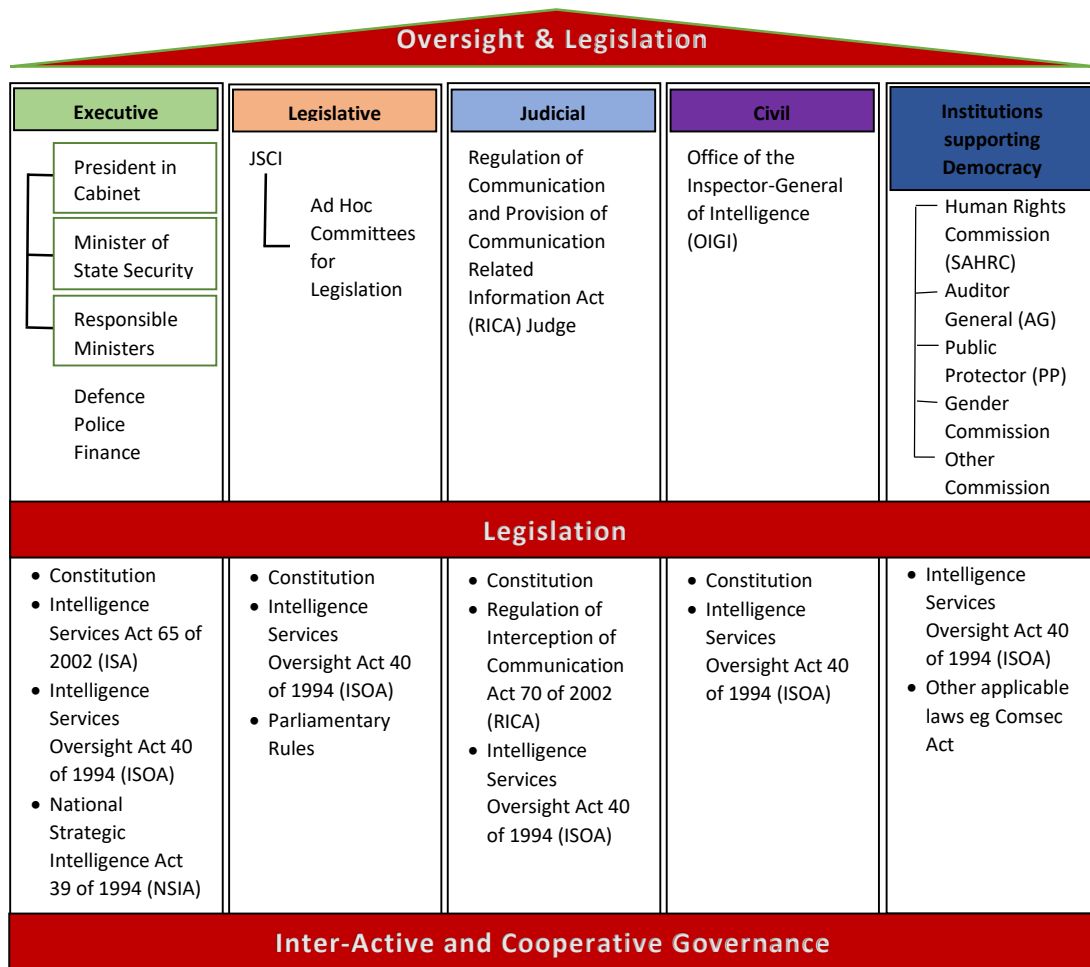 Oversight & Legislation
Executive
President in
Cabinet
Minister of
State Security
Responsible
Ministers
Defence
Police
Finance
Legislative
JSCI
Ad Hoc
Committees
for
Legislation
Judicial
Regulation of
Communication
and Provision of
Communication
Related
Information Act
(RICA) Judge
Civil
Office of the
Inspector-General
of Intelligence
(OIGI)
Institutions
supporting
Democracy
Human Rights
Commission
(SAHRC)
Auditor
General (AG)
Public
Protector (PP)
Gender
Commission
Other
Commission
Legislation
• Constitution
• Intelligence
Services Act 65 of
2002 (ISA)
• Intelligence
Services
Oversight Act 40
of 1994 (ISOA)
• National
Strategic
Intelligence Act
39 of 1994 (NSIA)
• Constitution
• Intelligence
Services
Oversight Act 40
of 1994 (ISOA)
• Parliamentary
Rules
• Constitution
• Regulation of
Interception of
Communication
Act 70 of 2002
(RICA)
• Intelligence
Services
Oversight Act 40
of 1994 (ISOA)
• Constitution
• Intelligence
Services
Oversight Act 40
of 1994 (ISOA)
• Intelligence
Services
Oversight Act 40
of 1994 (ISOA)
• Other applicable
laws eg Comsec
Act
Inter-Active and Cooperative Governance